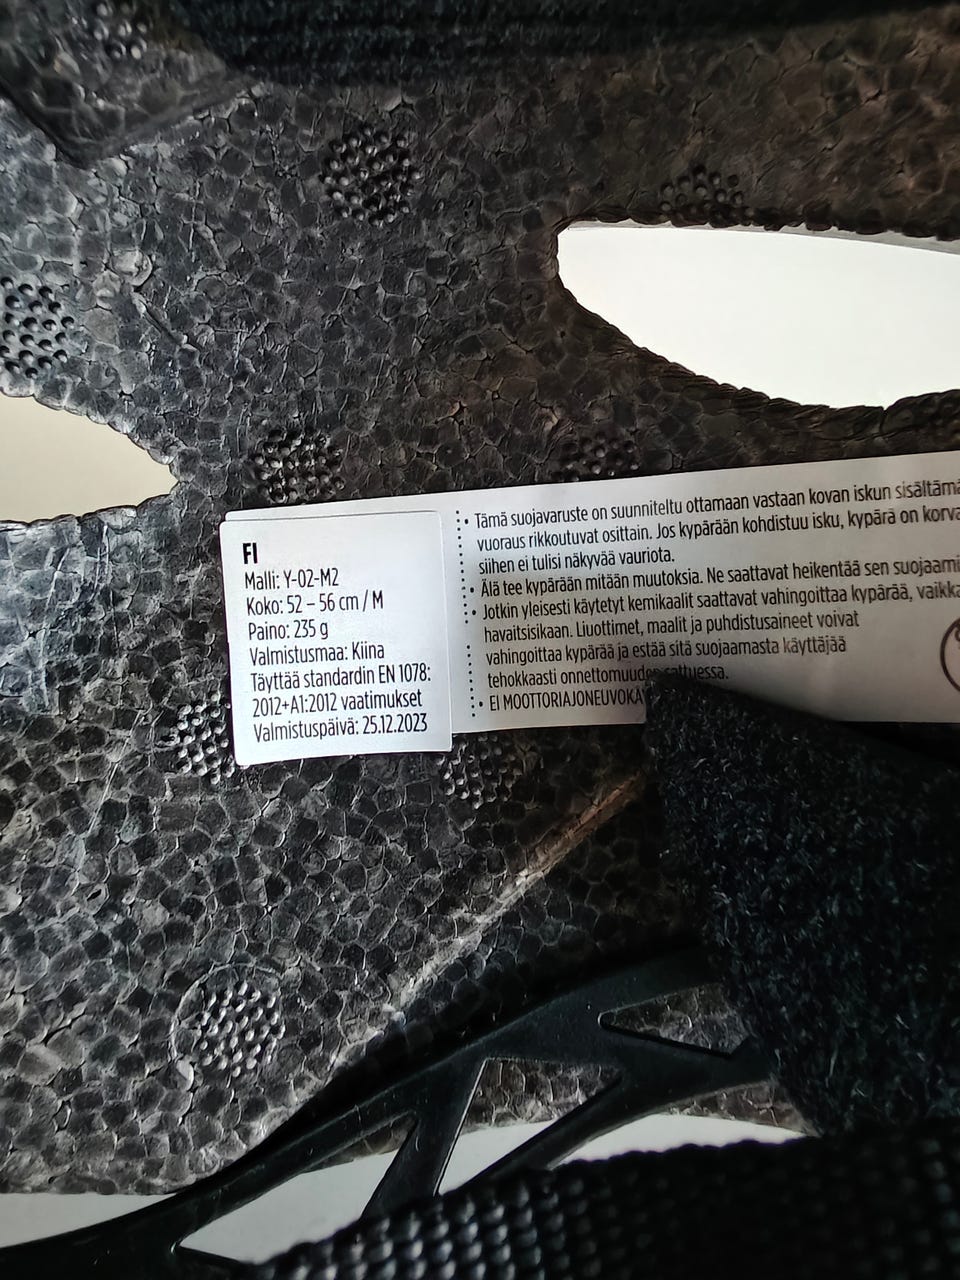 FI
Malli: Y-02-M2
Koko: 52 – 56 cm / M
Paino: 235 g
Valmistusmaa: Kiina
Täyttää standardin EN 1078:
2012+A1:2012 vaatimukset
Valmistuspäivä: 25.12.2023
• Tämä suojavaruste on suunniteltu ottamaan vastaan kovan iskun
vuoraus rikkoutuvat osittain. Jos kypärään kohdistuu isku, kypärä on
siihen ei tulisi näkyvää vauriota.
• Älä tee kypärään mitään muutoksia. Ne saattavat heikentää sen
• Jotkin yleisesti käytetyt kemikaalit saattavat vahingoittaa kypärää,
havaitsisikaan. Liuottimet, maalit ja puhdistusaineet voivat
vahingoittaa kypärää ja estää sitä suojaamasta käyttäjää
tehokkaasti onnettomuuden sattuessa.
• EI